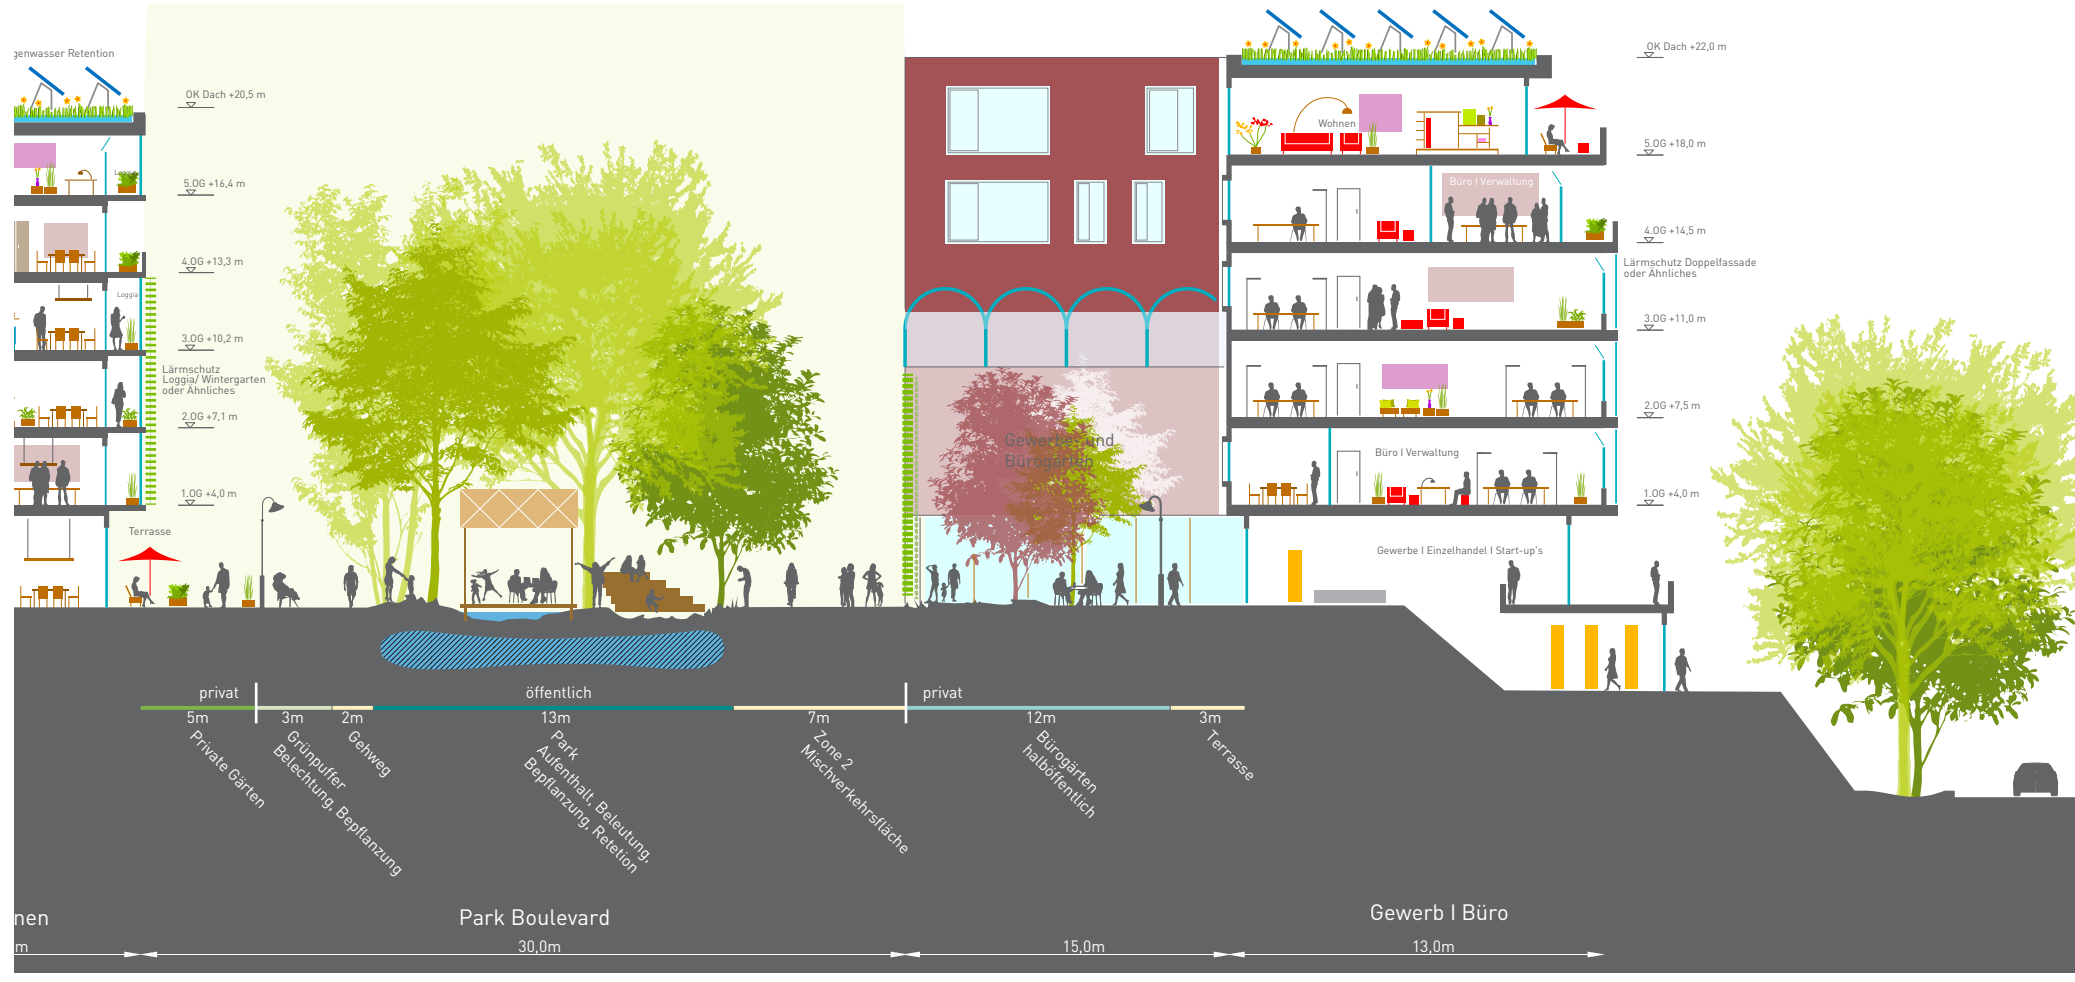 genwasser Retention
OK Dach +20,5 m
Loggia
5.OG +16,4 m
4.OG +13,3 m
Loggia
3.OG +10,2 m
Lärmschutz
Loggia/ Wintergarten
oder Ähnliches
2.OG +7,1 m
1.OG +4,0 m
Terrasse
Gewerbe- und
Bürogärten
OK Dach +22,0 m
Wohnen
5.OG +18,0 m
Büro I Verwaltung
4.OG +14,5 m
Lärmschutz Doppelfassade
oder Ähnliches
3.OG +11,0 m
2.OG +7,5 m
Büro I Verwaltung
1.OG +4,0 m
Gewerbe I Einzelhandel I Start-up's
privat
öffentlich
privat
5m
3m
2m
13m
7m
12m
3m
Private Gärten
Grünpuffer
Belechtung, Bepflanzung
Gehweg
Park
Aufenthalt, Beleutung,
Bepflanzung, Retetion
Zone 2
Mischverkehrsfläche
Bürogärten
halböffentlich
Terrasse
nen
Park Boulevard
Gewerb I Büro
m
30,0m
15,0m
13,0m